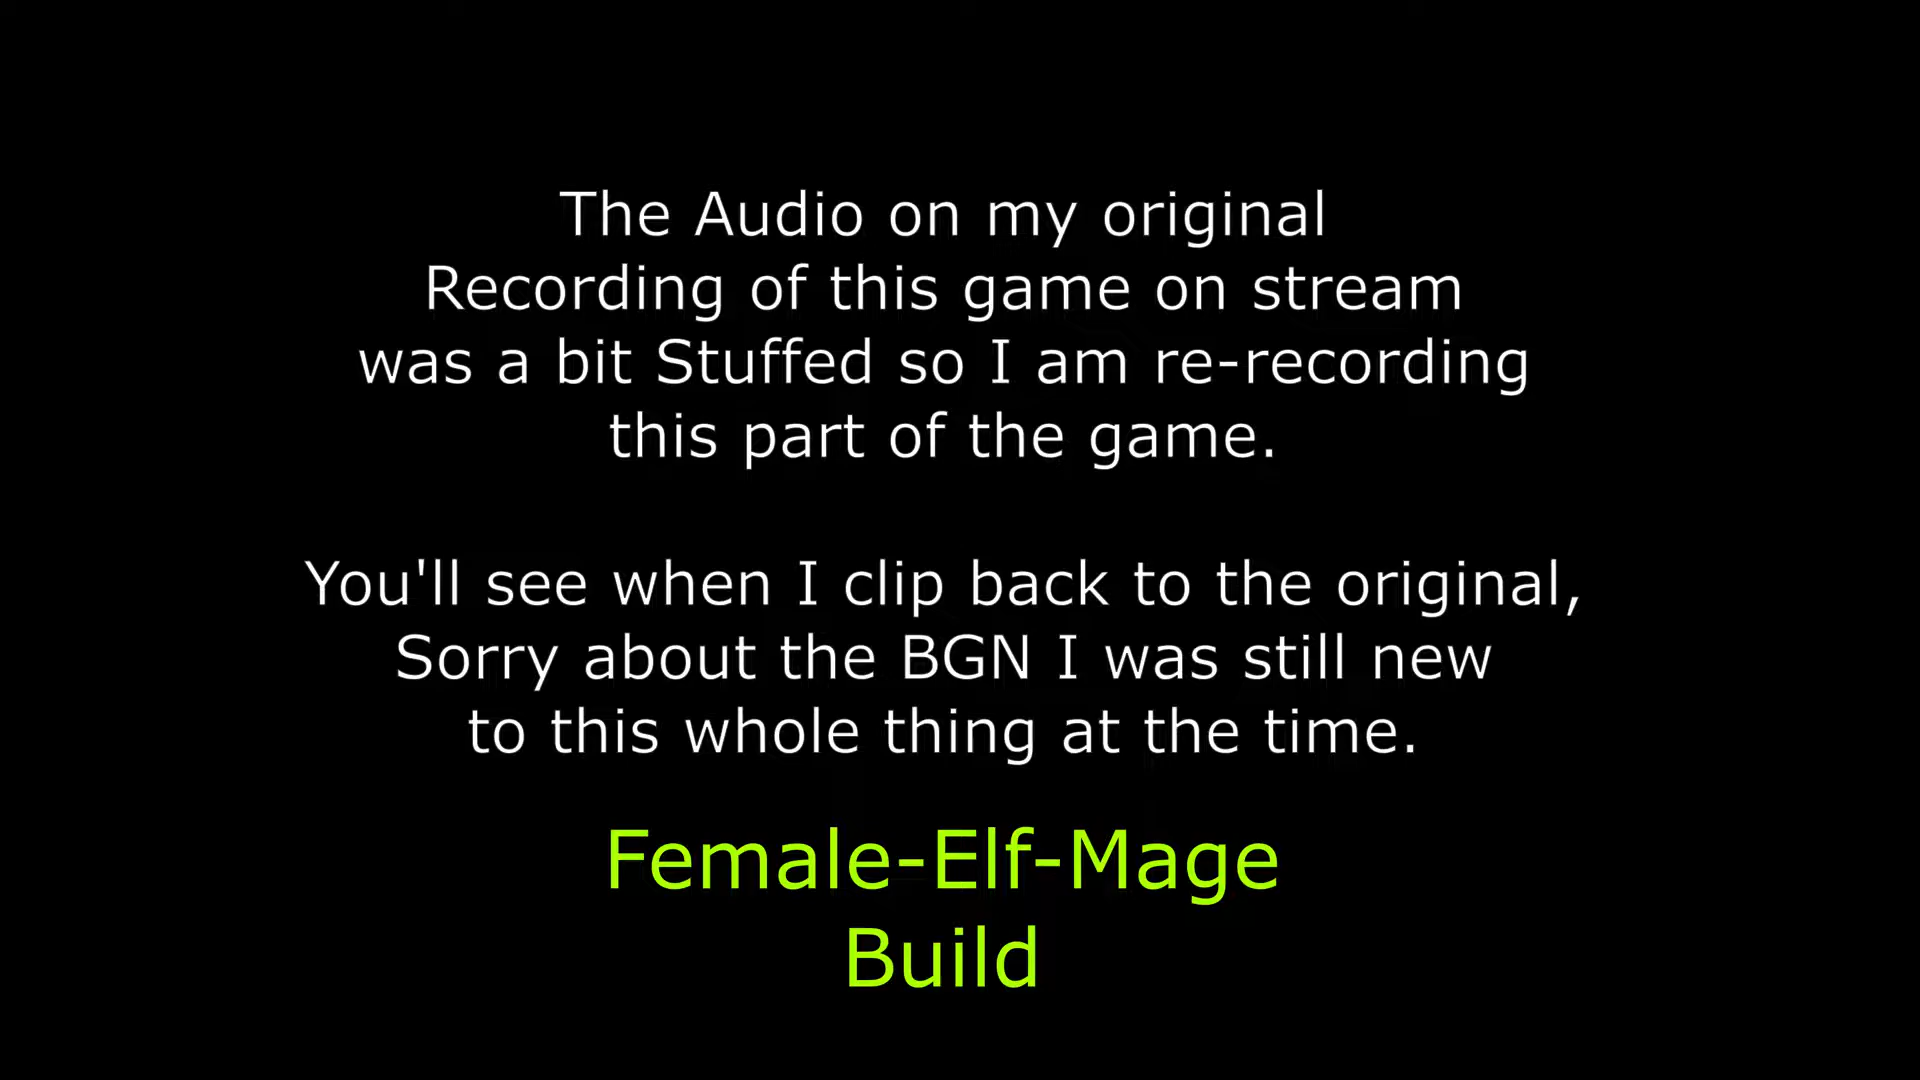 The Audio on my original
Recording of this game on stream
was a bit Stuffed so I am re-recording
this part of the game.
You'll see when I clip back to the original,
Sorry about the BGN I was still new
to this whole thing at the time.
Female-Elf-Mage
Build